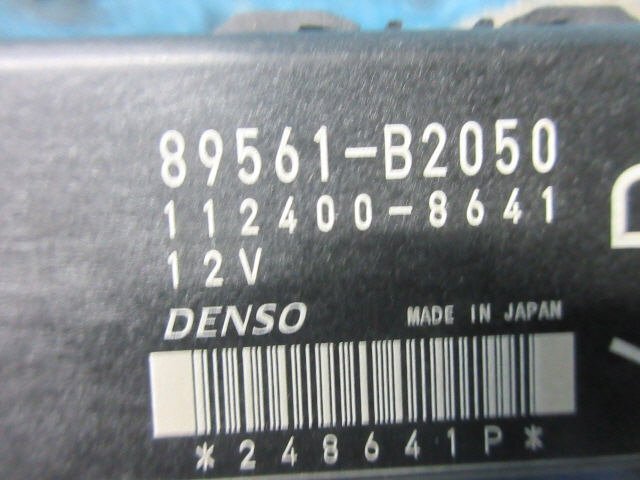 89561-B2050
112400-8641
12V
DENSO MADE IN JAPAN
*248641P*